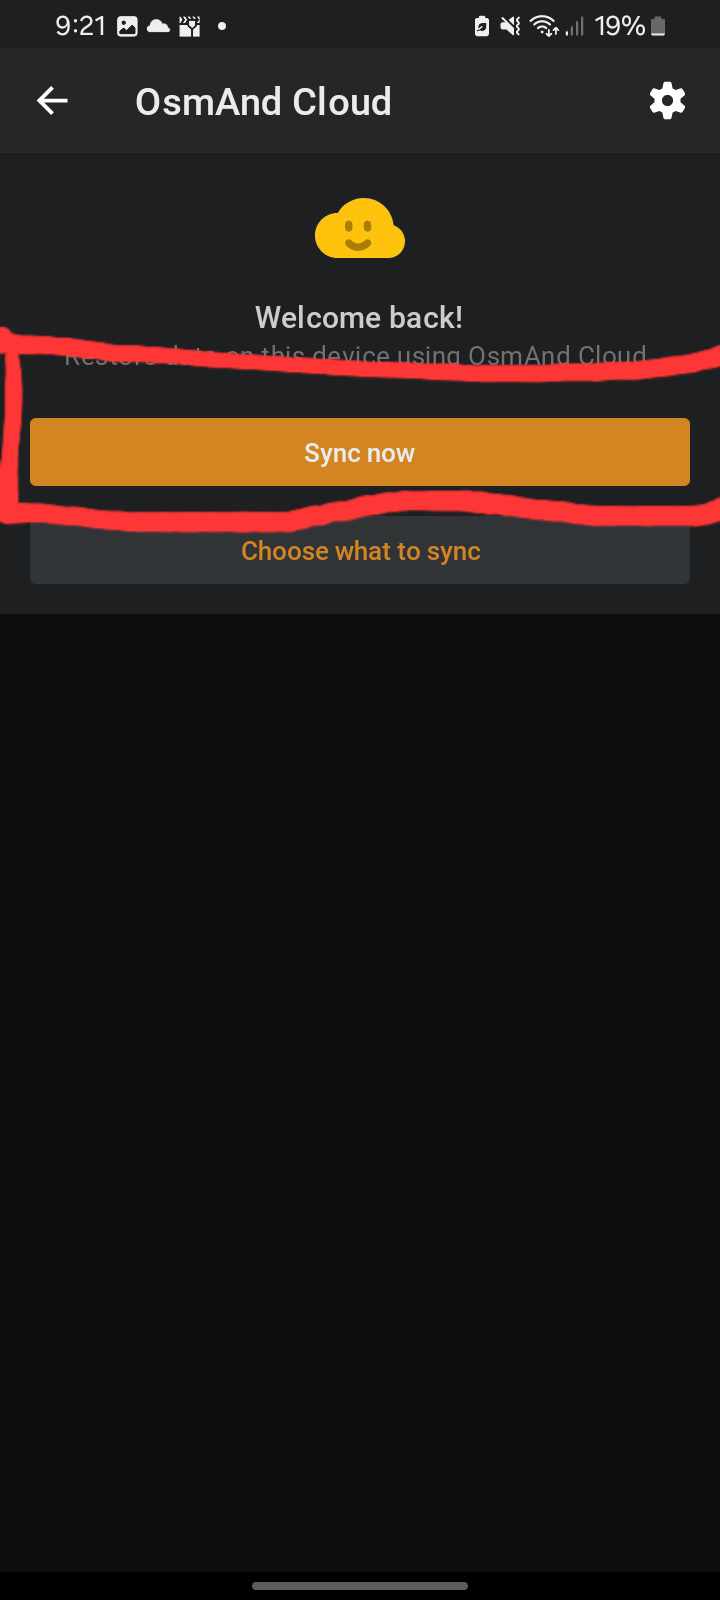 9:21
19%
OsmAnd Cloud
Welcome back!
Restore data on this device using OsmAnd Cloud
Sync now
Choose what to sync